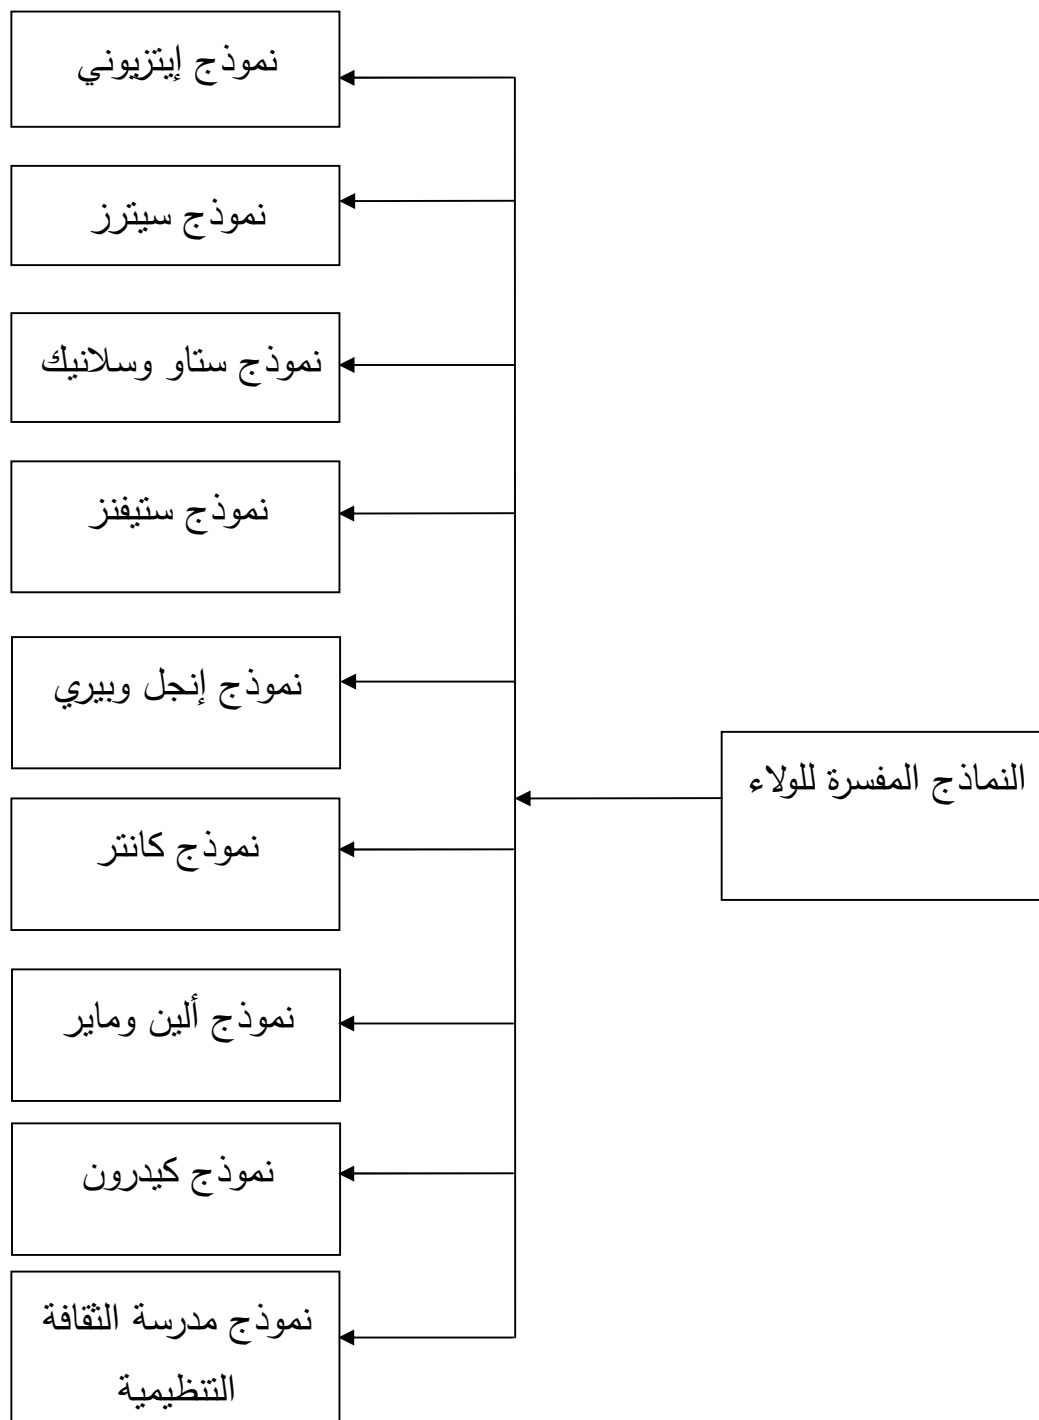 النماذج المفسرة للولاء
نموذج إيتزيوني
نموذج سيترز
نموذج ستاو وسلانيك
نموذج ستيفنز
نموذج إنجل وبيري
نموذج كانتر
نموذج ألين وماير
نموذج كيدرون
نموذج مدرسة الثقافة
التنظيمية